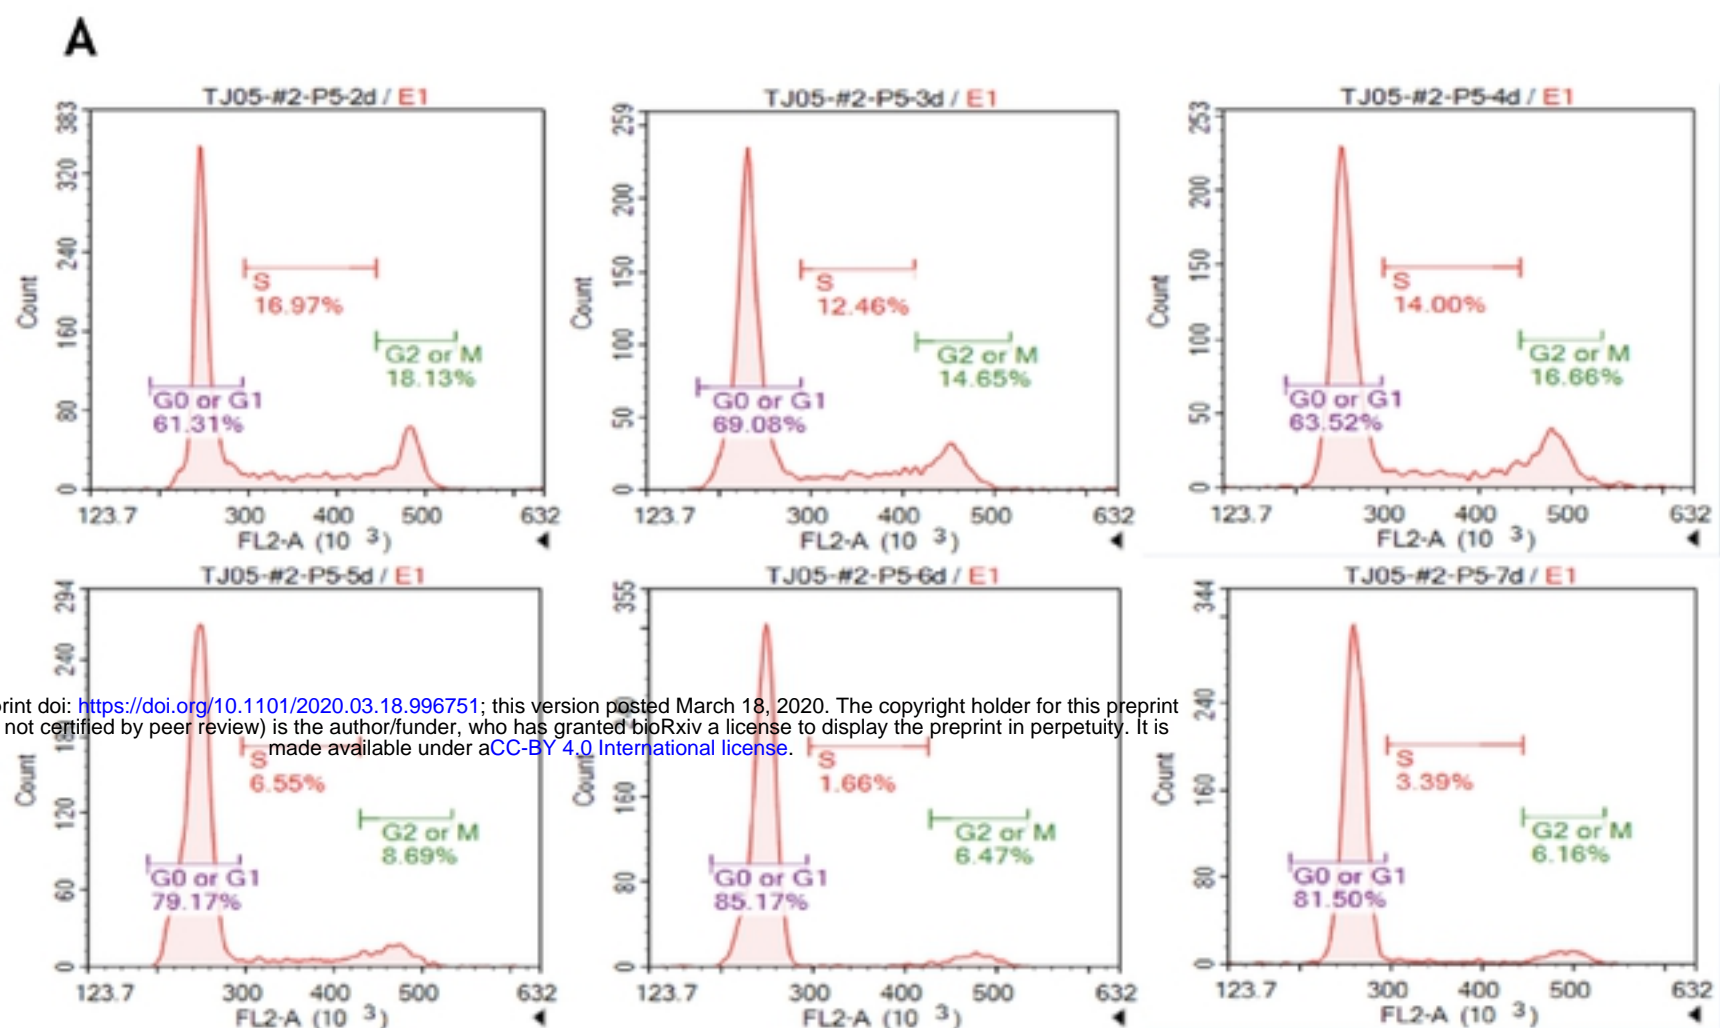 A
TJ05-#2-P5-2d / E1
383
320
240
160
80
0
Count
S
16.97%
G2 or M
18.13%
G0 or G1
61.31%
123.7 300 400 500 632
FL2-A (10 3)
TJ05-#2-P5-3d / E1
259
200
150
100
50
0
Count
S
12.46%
G2 or M
14.65%
G0 or G1
69.08%
123.7 300 400 500 632
FL2-A (10 3)
TJ05-#2-P5-4d / E1
253
200
150
100
50
0
Count
S
14.00%
G2 or M
16.66%
G0 or G1
63.52%
123.7 300 400 500 632
FL2-A (10 3)
TJ05-#2-P5-5d / E1
294
240
120
60
0
Count
S
6.55%
G2 or M
8.69%
G0 or G1
79.17%
123.7 300 400 500 632
FL2-A (10 3)
TJ05-#2-P5-6d / E1
355
160
80
0
Count
S
1.66%
G2 or M
6.47%
G0 or G1
85.17%
123.7 300 400 500 632
FL2-A (10 3)
TJ05-#2-P5-7d / E1
344
240
160
80
0
Count
S
3.39%
G2 or M
6.16%
G0 or G1
81.50%
123.7 300 400 500 632
FL2-A (10 3)
rint doi: https://doi.org/10.1101/2020.03.18.996751; this version posted March 18, 2020. The copyright holder for this preprint
not certified by peer review) is the author/funder, who has granted bioRxiv a license to display the preprint in perpetuity. It is
made available under aCC-BY 4.0 International license.